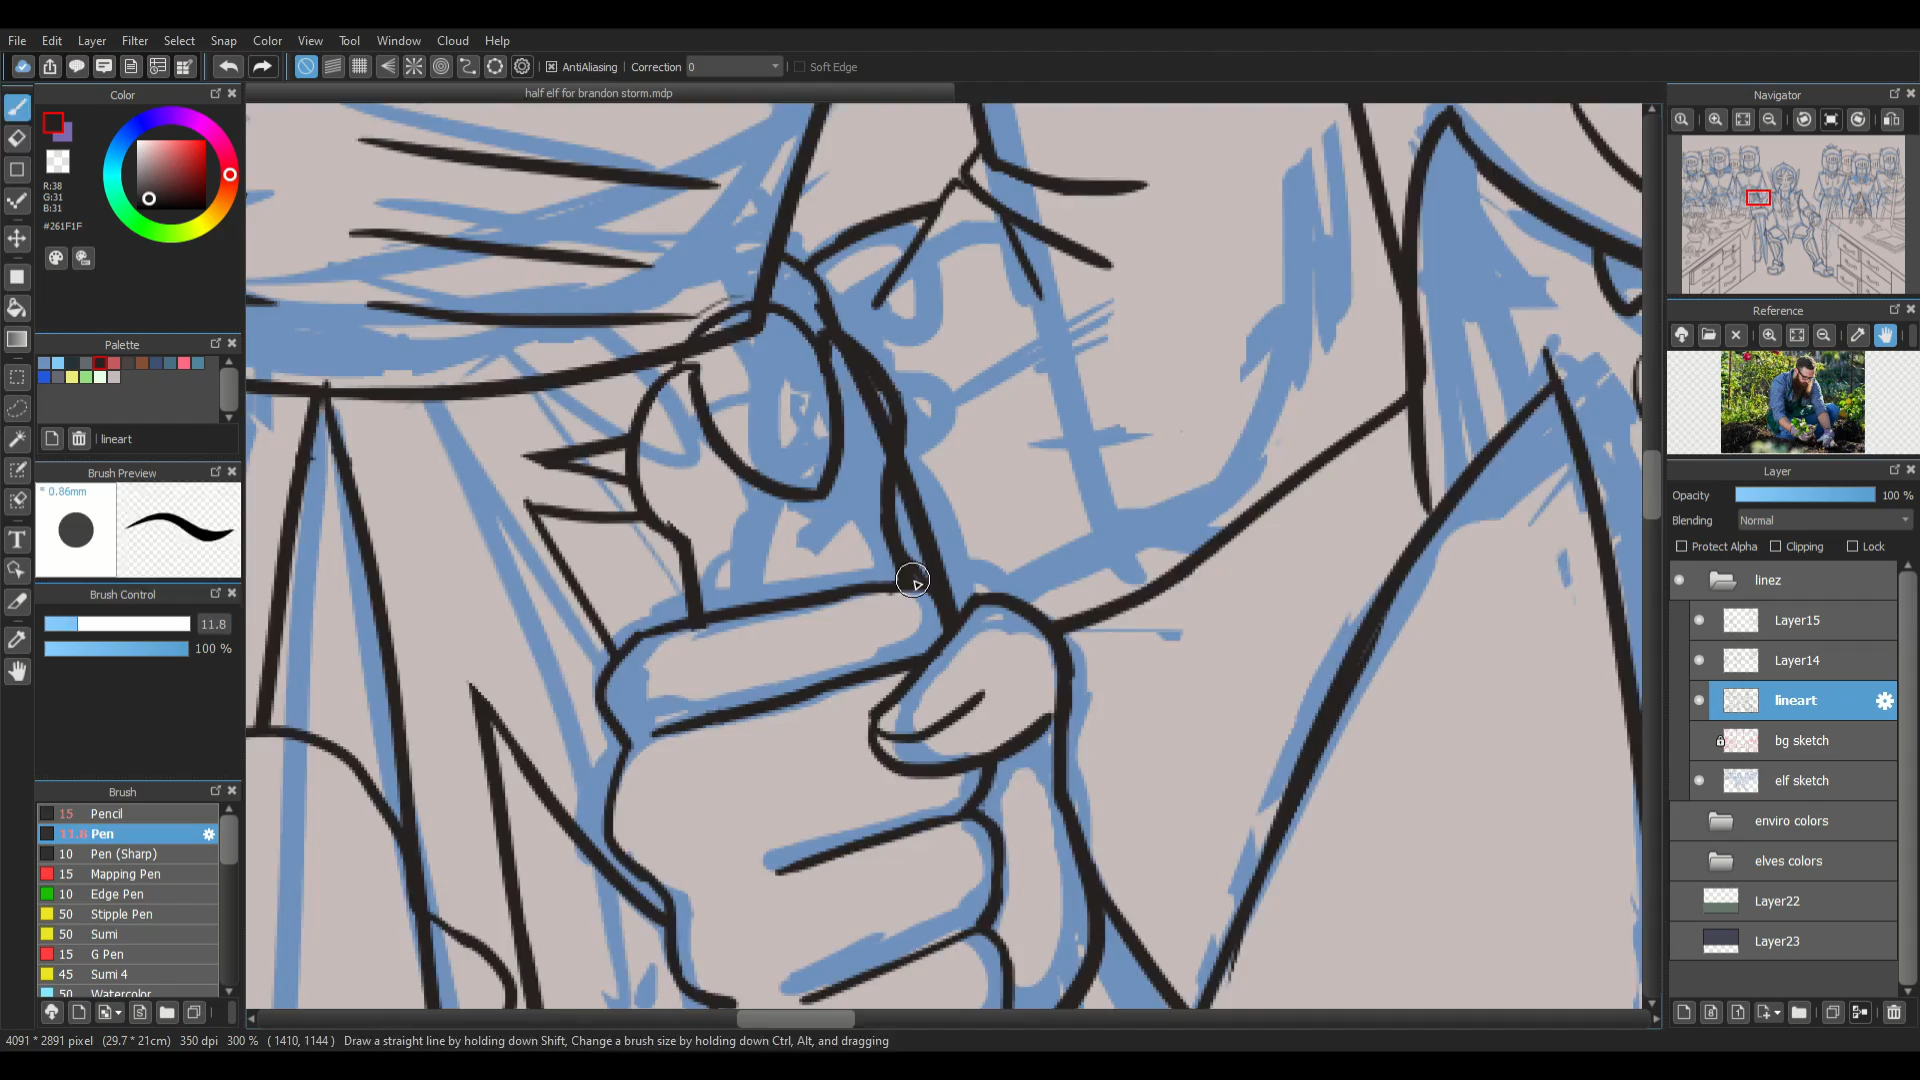 File Edit Layer Filter Select Snap Color View Tool Window Cloud Help
AntiAliasing Correction 0 Soft Edge
Color
half elf for brandon storm.mdp
Navigator
R:38
G:31
B:31
#261F1F
Palette
lineart
Brush Preview
* 0.86mm
Brush Control
11.8
100 %
Brush
15 Pencil
11.8 Pen
10 Pen (Sharp)
15 Mapping Pen
10 Edge Pen
50 Stipple Pen
50 Sumi
15 G Pen
45 Sumi 4
50 Watercolor
Reference
Layer
Opacity 100 %
Blending Normal
Protect Alpha Clipping Lock
linez
Layer15
Layer14
lineart
bg sketch
elf sketch
enviro colors
elves colors
Layer22
Layer23
4091 * 2891 pixel (29.7 * 21cm) 350 dpi 300 % ( 1410, 1144 ) Draw a straight line by holding down Shift, Change a brush size by holding down Ctrl, Alt, and dragging